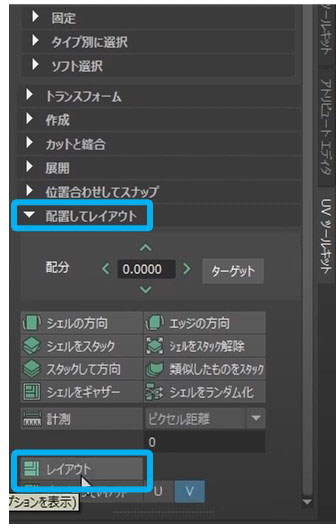 固定
タイプ別に選択
ソフト選択
トランスフォーム
作成
カットと縫合
展開
位置合わせしてスナップ
配置してレイアウト
配分 0.0000 ターゲット
シェルの方向 エッジの方向
シェルをスタック シェルをスタック解除
スタックして方向 類似したものをスタック
シェルをギャザー シェルをランダム化
計測 ピクセル距離
0
レイアウト
U V
プションを表示)
ツールキット
アトリビュート エディタ
UV ツールキット